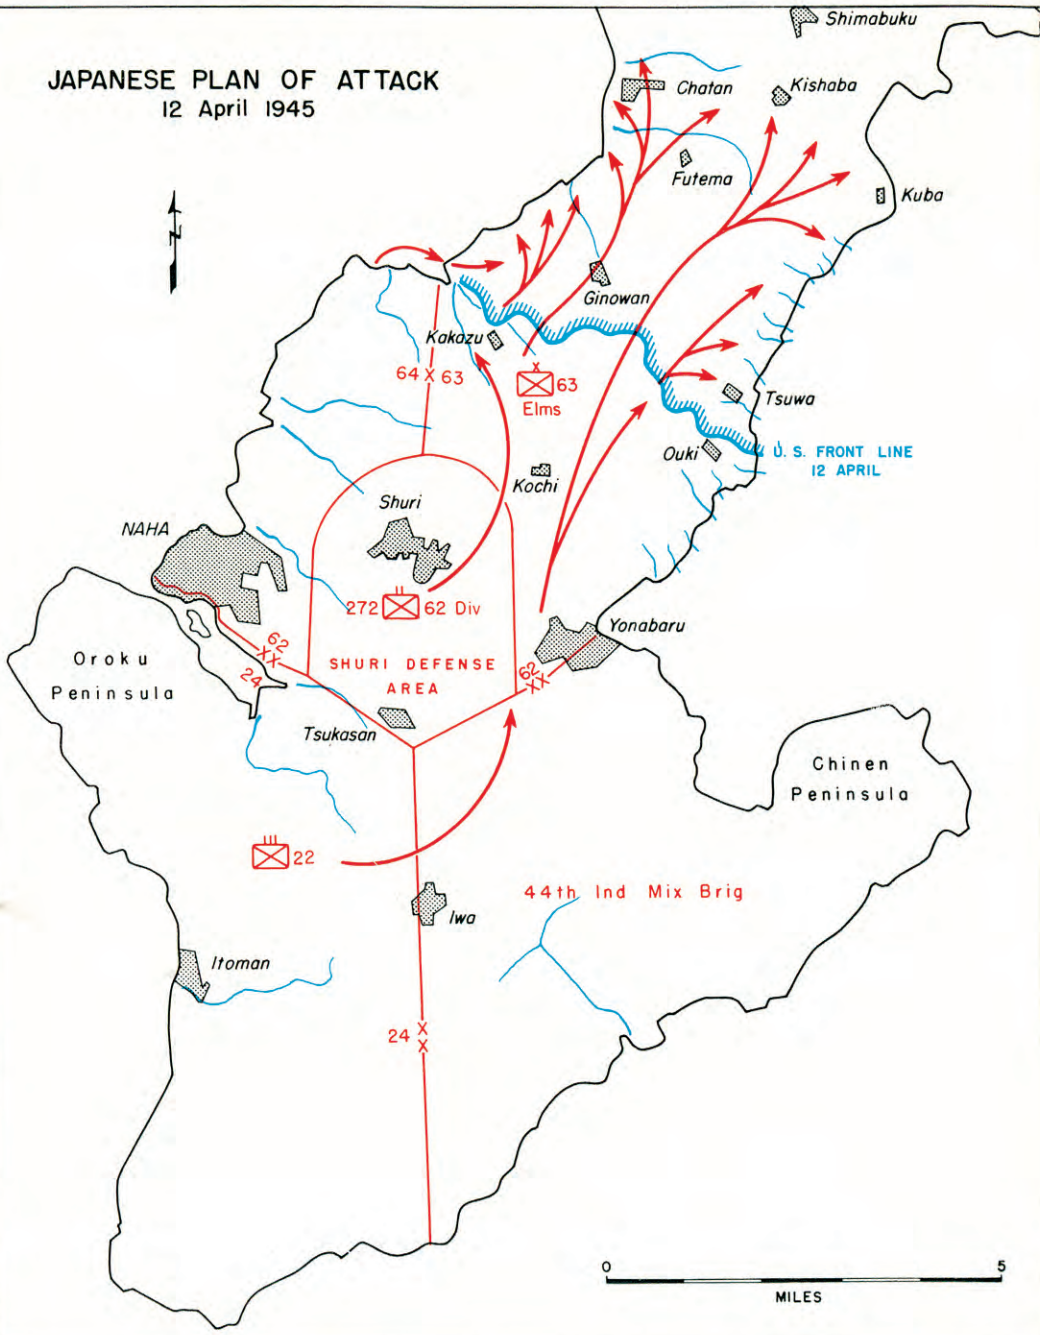 JAPANESE PLAN OF ATTACK
12 April 1945
Shimabuku
Chatan
Kishaba
Futema
Kuba
Ginowan
Kakazu
64 X 63
X
63
Elms
Tsuwa
U. S. FRONT LINE
12 APRIL
Ouki
Kochi
Shuri
NAHA
272
62 Div
Yonabaru
62
XX
24
SHURI DEFENSE
AREA
62
XX
Oroku
Peninsula
Tsukasan
Chinen
Peninsula
22
44th Ind Mix Brig
Iwa
Itoman
24 X
X
0
5
MILES